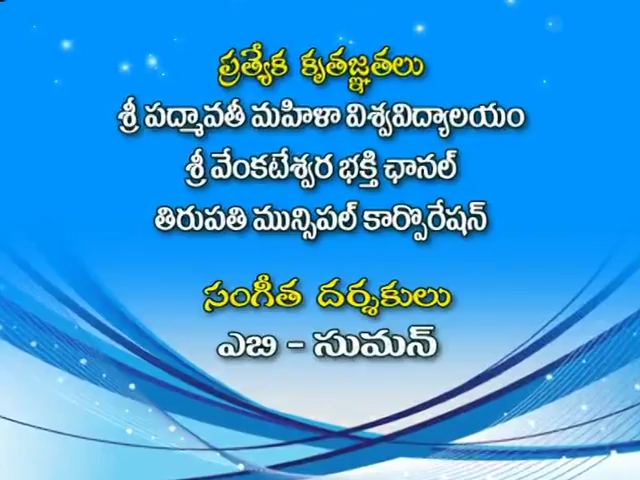 ప్రత్యేక కృతజ్ఞతలు
శ్రీ పద్మావతీ మహిళా విశ్వవిద్యాలయం
శ్రీ వేంకటేశ్వర భక్తి ఛానల్
తిరుపతి మున్సిపల్ కార్పొరేషన్
సంగీత దర్శకులు
ఎబి - సుమన్